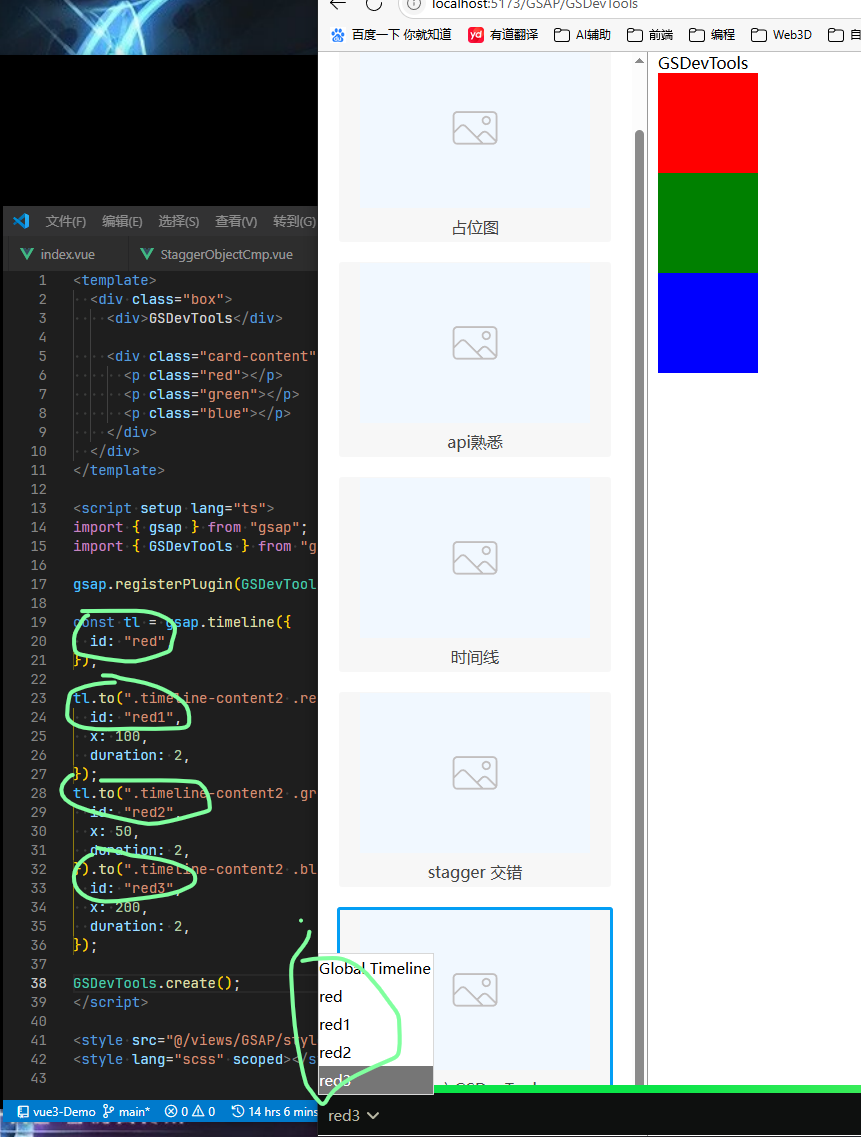 localhost:5173/GSAP/GSDevTools
百度一下 你就知道
yd
有道翻译
AI辅助
前端
编程
Web3D
自
文件(F) 编辑(E) 选择(S) 查看(V) 转到(G)
index.vue
StaggerObjectCmp.vue
1 <template>
2 <div class="box">
3 <div>GSDevTools</div>
4
5 <div class="card-content"
6 <p class="red"></p>
7 <p class="green"></p>
8 <p class="blue"></p>
9 </div>
10 </div>
11 </template>
12
13 <script setup lang="ts">
14 import { gsap } from "gsap";
15 import { GSDevTools } from "g
16
17 gsap.registerPlugin(GSDevTool
18
19 const tl = gsap.timeline({
20 id: "red"
21 });
22
23 tl.to(".timeline-content2 .re
24 id: "red1",
25 x: 100,
26 duration: 2,
27 });
28 tl.to(".timeline-content2 .gr
29 id: "red2",
30 x: 50,
31 duration: 2,
32 }).to(".timeline-content2 .bl
33 id: "red3",
34 x: 200,
35 duration: 2,
36 });
37
38 GSDevTools.create();
39 </script>
40
41 <style src="@/views/GSAP/styl
42 <style lang="scss" scoped></s
43
vue3-Demo main* 0 0 14 hrs 6 mins
占位图
api熟悉
时间线
stagger 交错
GSDevTools
Global Timeline
red
red1
red2
red3
red3